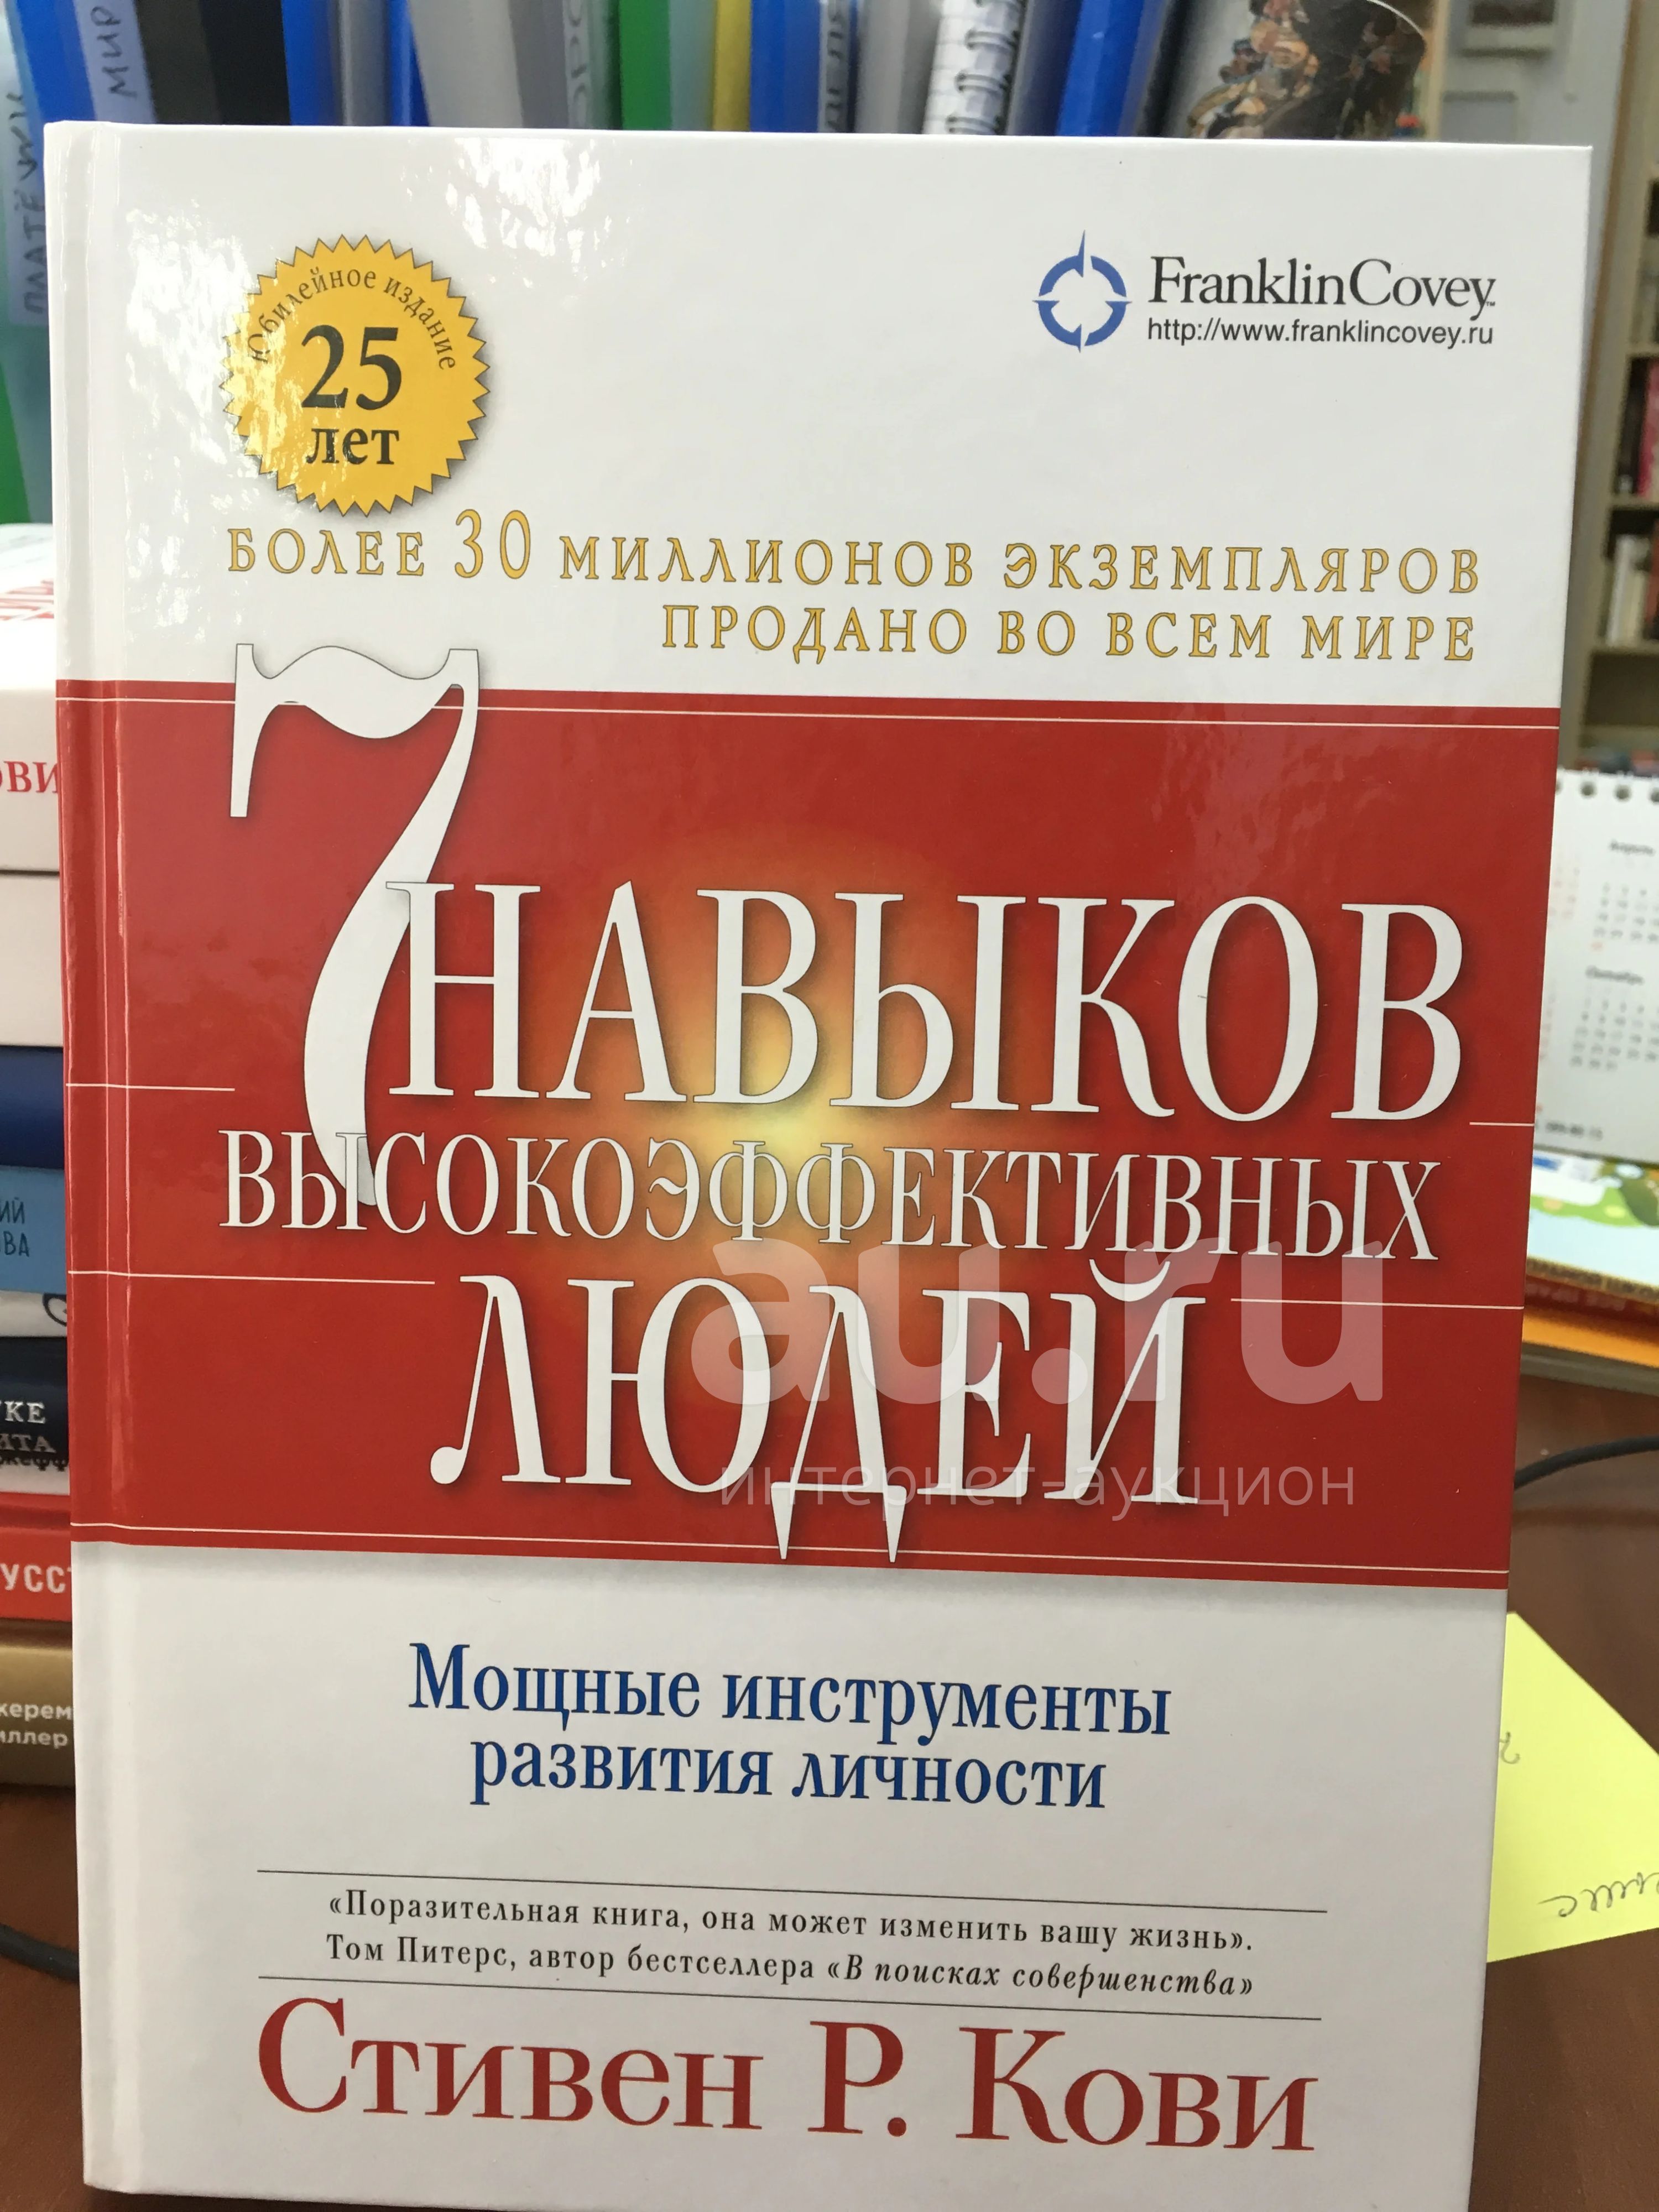 ПЛАТЁЖИ
МИР
Юбилейное издание
25
лет
FranklinCovey
http://www.franklincovey.ru
БОЛЕЕ 30 МИЛЛИОНОВ ЭКЗЕМПЛЯРОВ
ПРОДАНО ВО ВСЕМ МИРЕ
7 НАВЫКОВ
ВЫСОКОЭФФЕКТИВНЫХ
ЛЮДЕЙ
au.ru
интернет-аукцион
Мощные инструменты
развития личности
«Поразительная книга, она может изменить вашу жизнь».
Том Питерс, автор бестселлера «В поисках совершенства»
Стивен Р. Кови